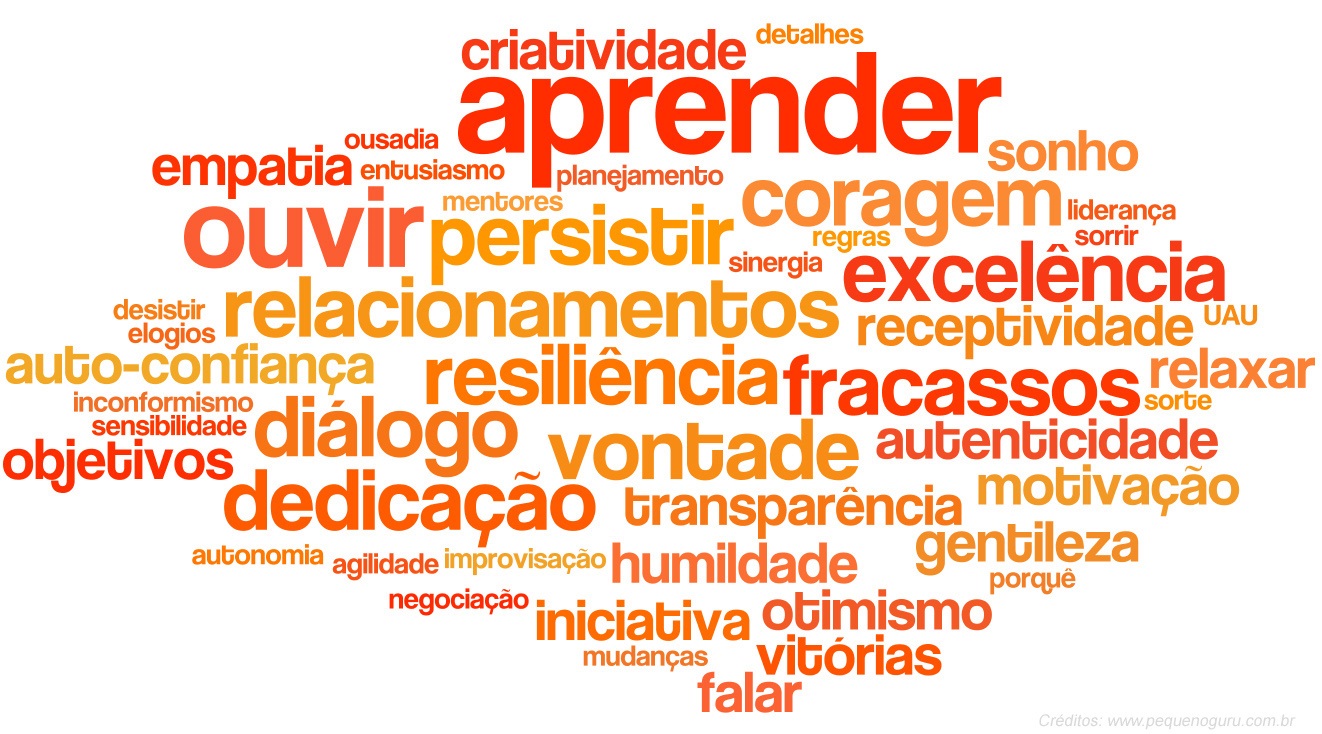 criatividade
detalhes
aprender
ousadia
sonho
empatia
entusiasmo
planejamento
coragem
mentores
ouvir
persistir
liderança
regras
sorrir
sinergia
excelência
desistir
relacionamentos
receptividade
UAU
elogios
auto-confiança
resiliência
fracassos
relaxar
inconformismo
sorte
sensibilidade
diálogo
vontade
autenticidade
objetivos
dedicação
transparência
motivação
autonomia
agilidade
improvisação
humildade
gentileza
porquê
negociação
iniciativa
otimismo
mudanças
vitórias
falar
Créditos: www.pequenoguru.com.br